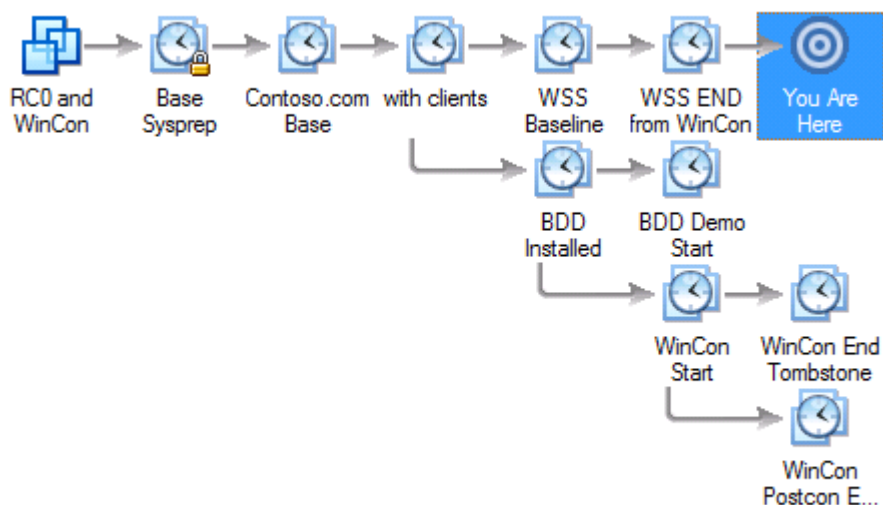 RC0 and
WinCon
Base
Sysprep
Contoso.com
Base
with clients
WSS
Baseline
WSS END
from WinCon
You Are
Here
BDD
Installed
BDD Demo
Start
WinCon
Start
WinCon End
Tombstone
WinCon
Postcon E...